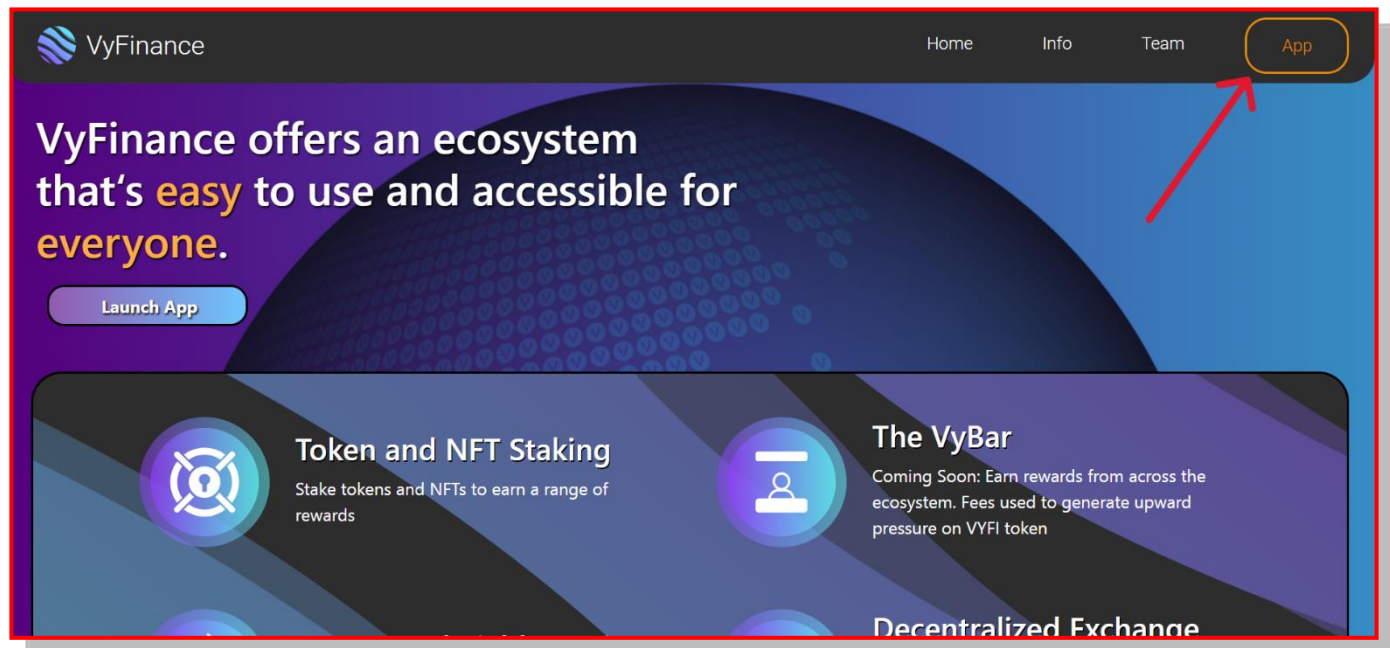 VyFinance
Home
Info
Team
App
VyFinance offers an ecosystem
that‘s easy to use and accessible for
everyone.
Launch App
Token and NFT Staking
Stake tokens and NFTs to earn a range of
rewards
The VyBar
Coming Soon: Earn rewards from across the
ecosystem. Fees used to generate upward
pressure on VYFI token
Decentralized Exchange